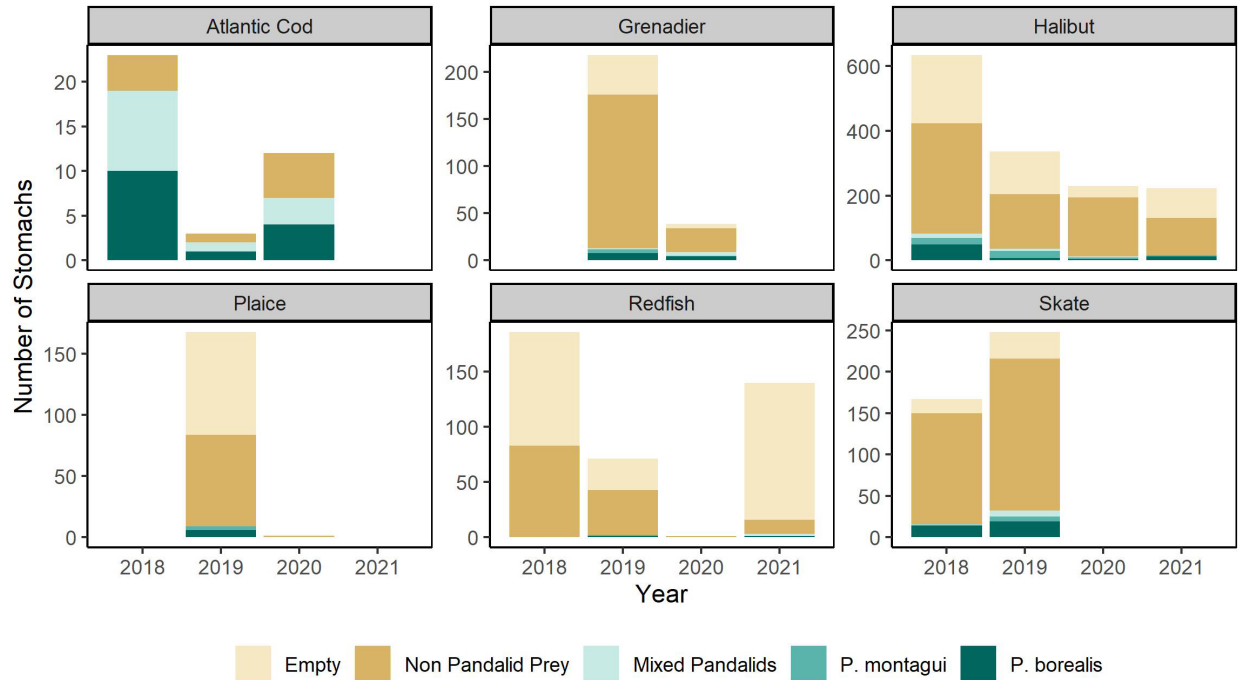 Atlantic Cod
Grenadier
Halibut
20
15
10
5
0
200
150
100
50
0
600
400
200
0
Number of Stomachs
Plaice
Redfish
Skate
150
100
50
0
150
100
50
0
250
200
150
100
50
0
2018 2019 2020 2021
2018 2019 2020 2021
2018 2019 2020 2021
Year
Empty Non Pandalid Prey Mixed Pandalids P. montagui P. borealis